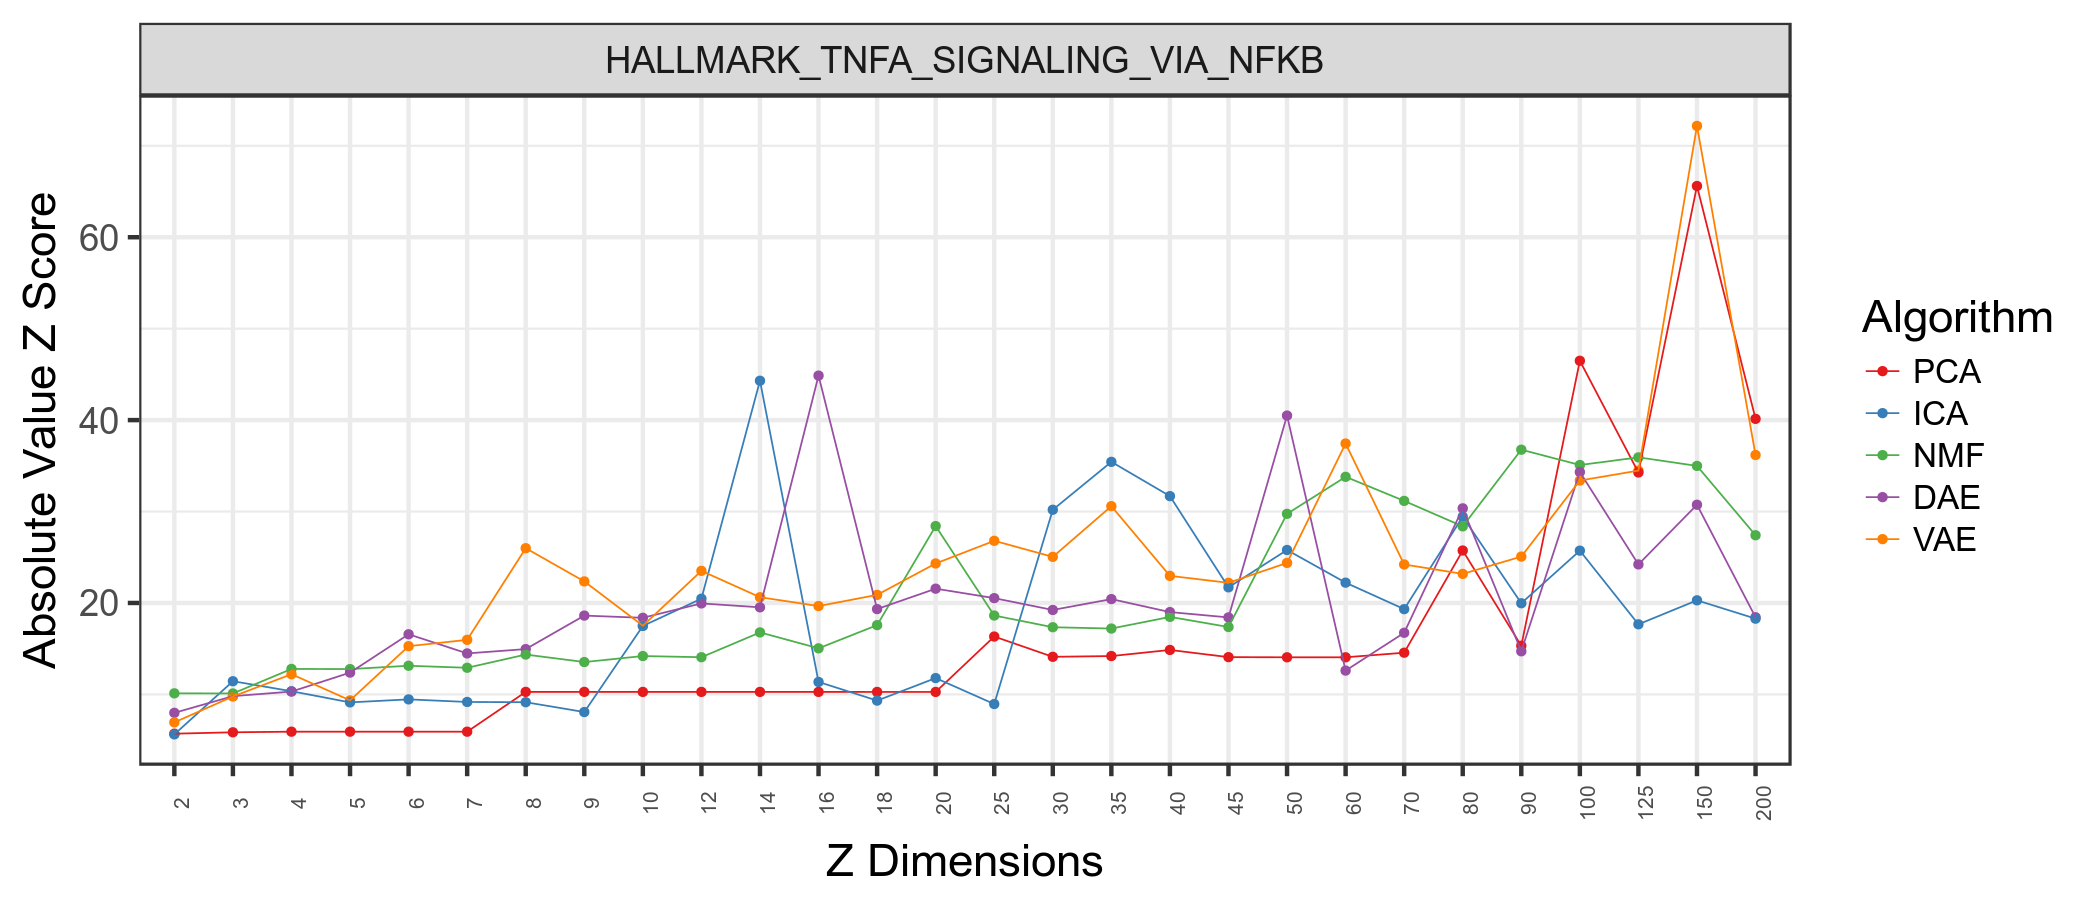 HALLMARK_TNFA_SIGNALING_VIA_NFKB
Absolute Value Z Score
60
40
20
2 3 4 5 6 7 8 9 10 12 14 16 18 20 25 30 35 40 45 50 60 70 80 90 100 125 150 200
Z Dimensions
Algorithm
PCA
ICA
NMF
DAE
VAE